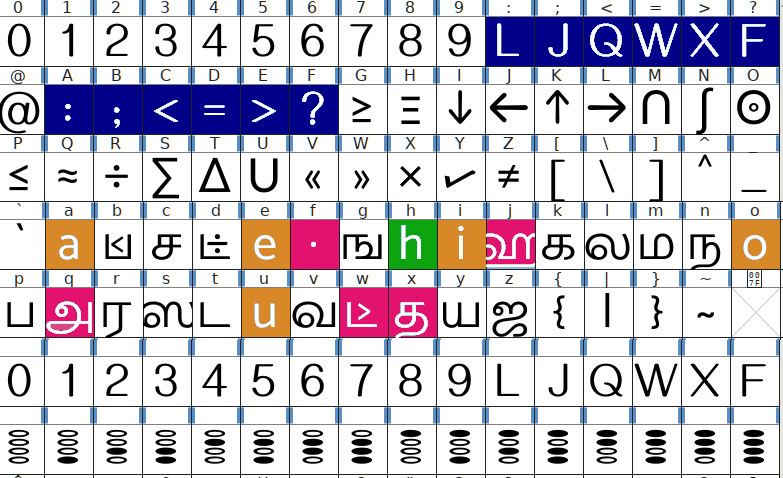 0 1 2 3 4 5 6 7 8 9 : ; < = > ?
0 1 2 3 4 5 6 7 8 9 L J Q W X F
@ A B C D E F G H I J K L M N O
@ : ; < = > ? ≥ Ξ ↓ ← ↑ → ∩ ∫ ⊙
P Q R S T U V W X Y Z [ \ ] ^ _
≤ ≈ ÷ ∑ ∆ ∪ « » × ≠ [ \ ] ^ _
` a b c d e f g h i j k l m n o
` a ச e · ங h i ஹ க ல ம ந o
p q r s t u v w x y z { | } ~ 007F
ப அ ர ஸ ட u வ த ய ஜ { | } ~
0 1 2 3 4 5 6 7 8 9 L J Q W X F